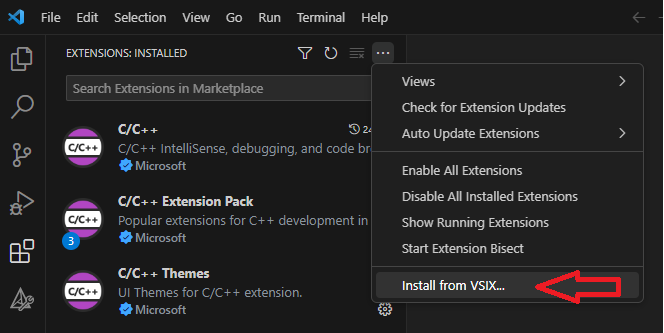 File Edit Selection View Go Run Terminal Help
EXTENSIONS: INSTALLED
Search Extensions in Marketplace
Views
Check for Extension Updates
Auto Update Extensions
Enable All Extensions
Disable All Installed Extensions
Show Running Extensions
Start Extension Bisect
Install from VSIX...
C/C++
C/C++ 24
C/C++ IntelliSense, debugging, and code br
Microsoft
C/C++
3
C/C++ Extension Pack
Popular extensions for C++ development in
Microsoft
C/C++
C/C++ Themes
UI Themes for C/C++ extension.
Microsoft